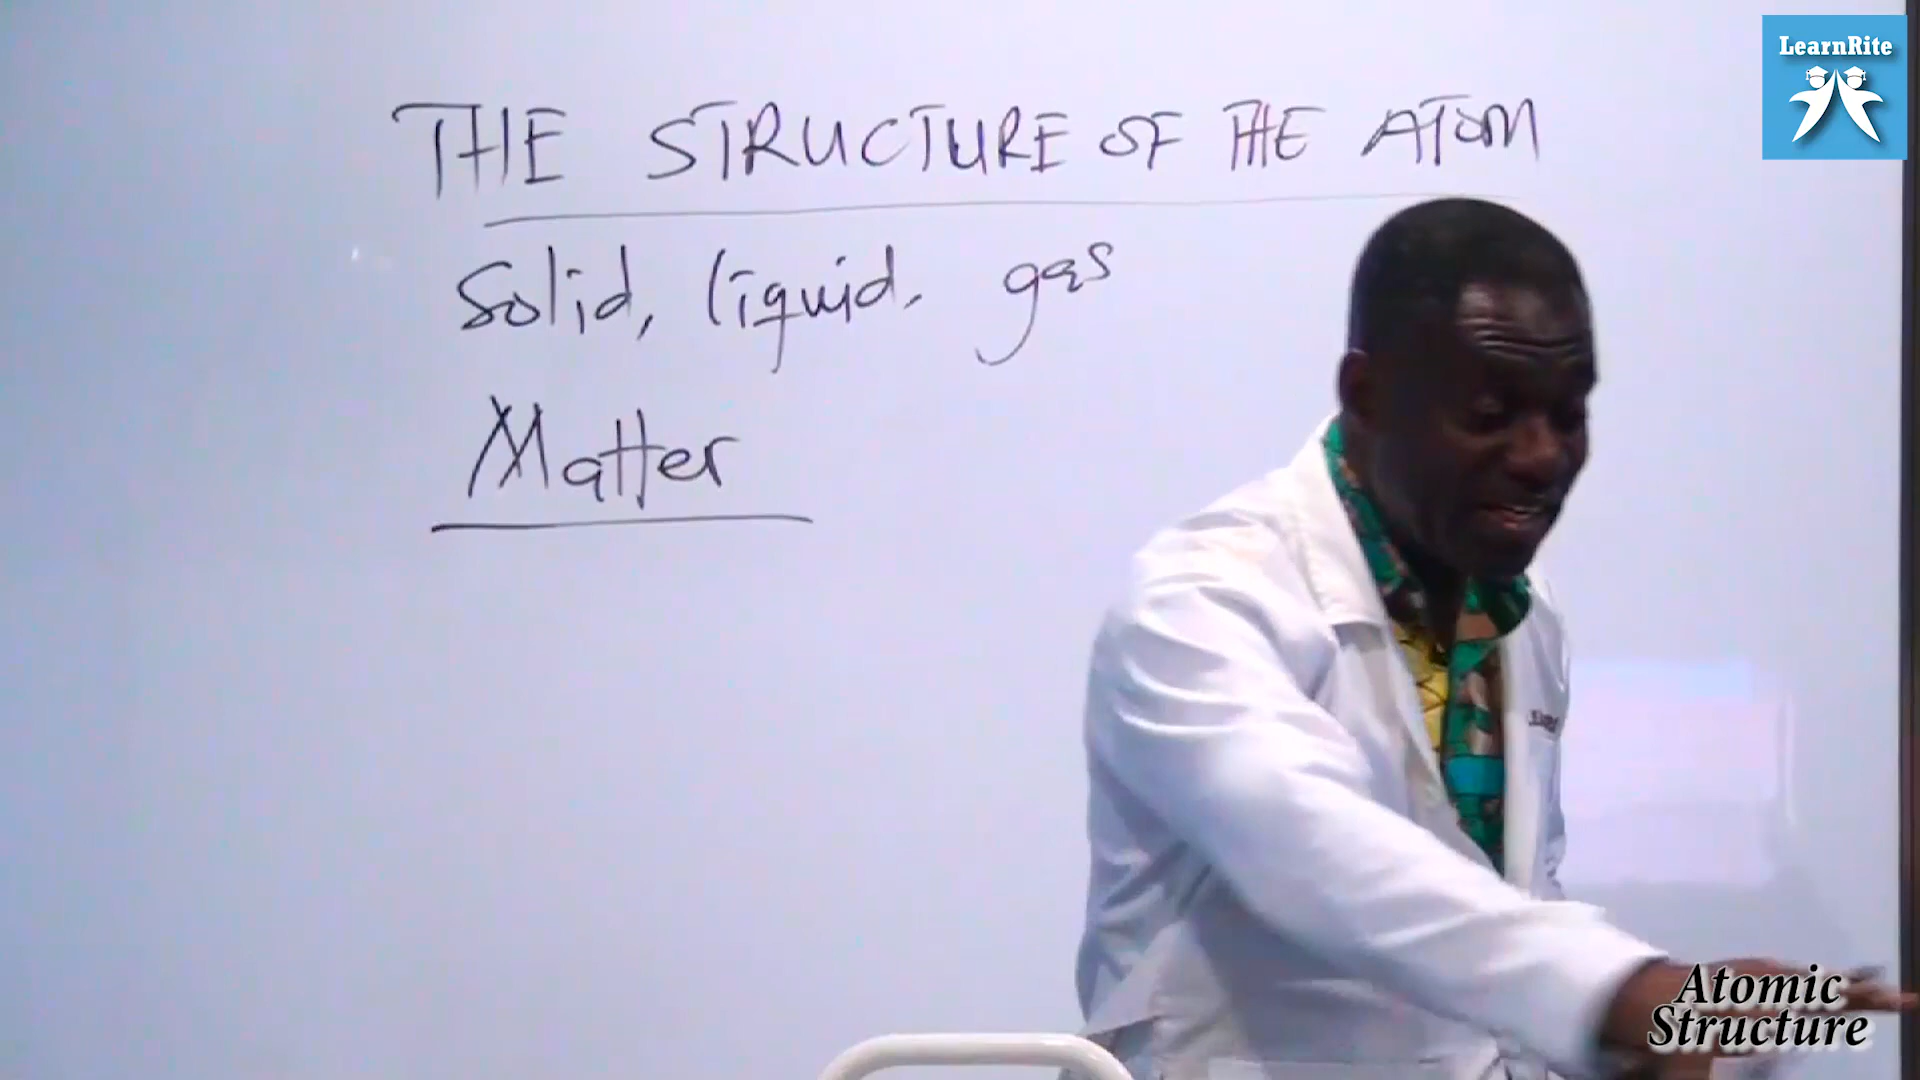 LearnRite
THE STRUCTURE OF THE ATOM
Solid, liquid, gas
Matter
Atomic
Structure